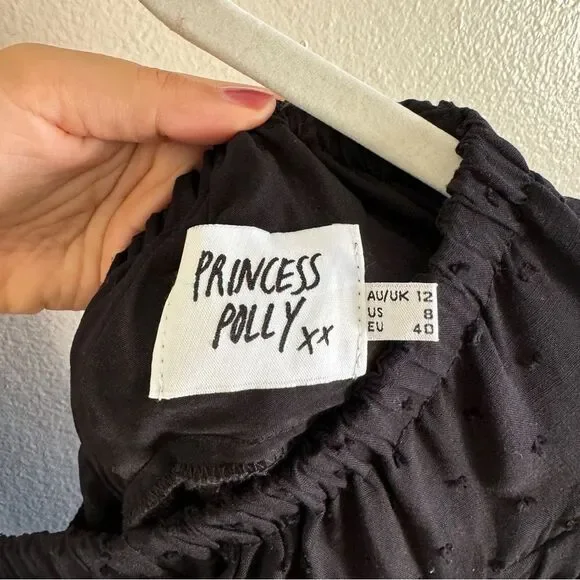 PRINCESS
POLLY xx
AU/UK 12
US 8
EU 40